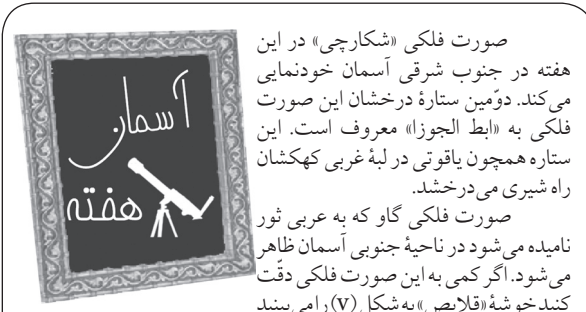 صورت فلکی «شکارچی» در این
هفته در جنوب شرقی آسمان خودنمایی
می‌کند. دوّمین ستارهٔ درخشان این صورت
فلکی به «ابط الجوزا» معروف است. این
ستاره همچون یاقوتی در لبهٔ غربی کهکشان
راه شیری می‌درخشد.
صورت فلکی گاو که به عربی ثور
نامیده می‌شود در ناحیهٔ جنوبی آسمان ظاهر
می‌شود. اگر کمی به این صورت فلکی دقّت
کنید خوشهٔ «قلایص» به شکل (v) را می‌بینید
آسمان
هفته